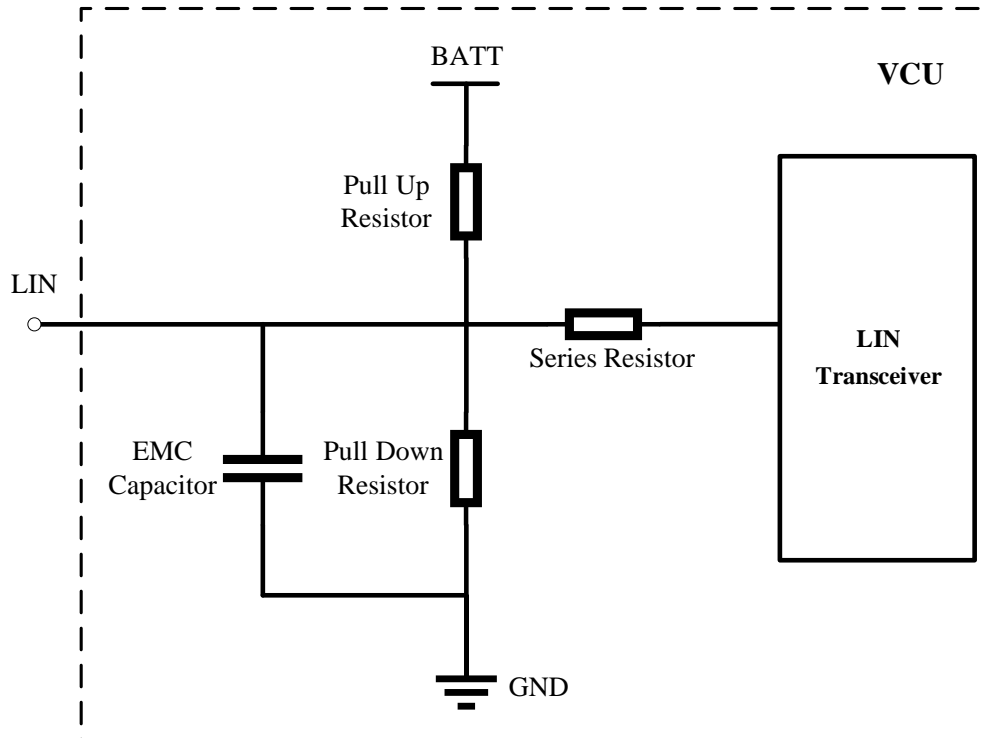 BATT
VCU
Pull Up
Resistor
LIN
Series Resistor
LIN
Transceiver
EMC
Capacitor
Pull Down
Resistor
GND